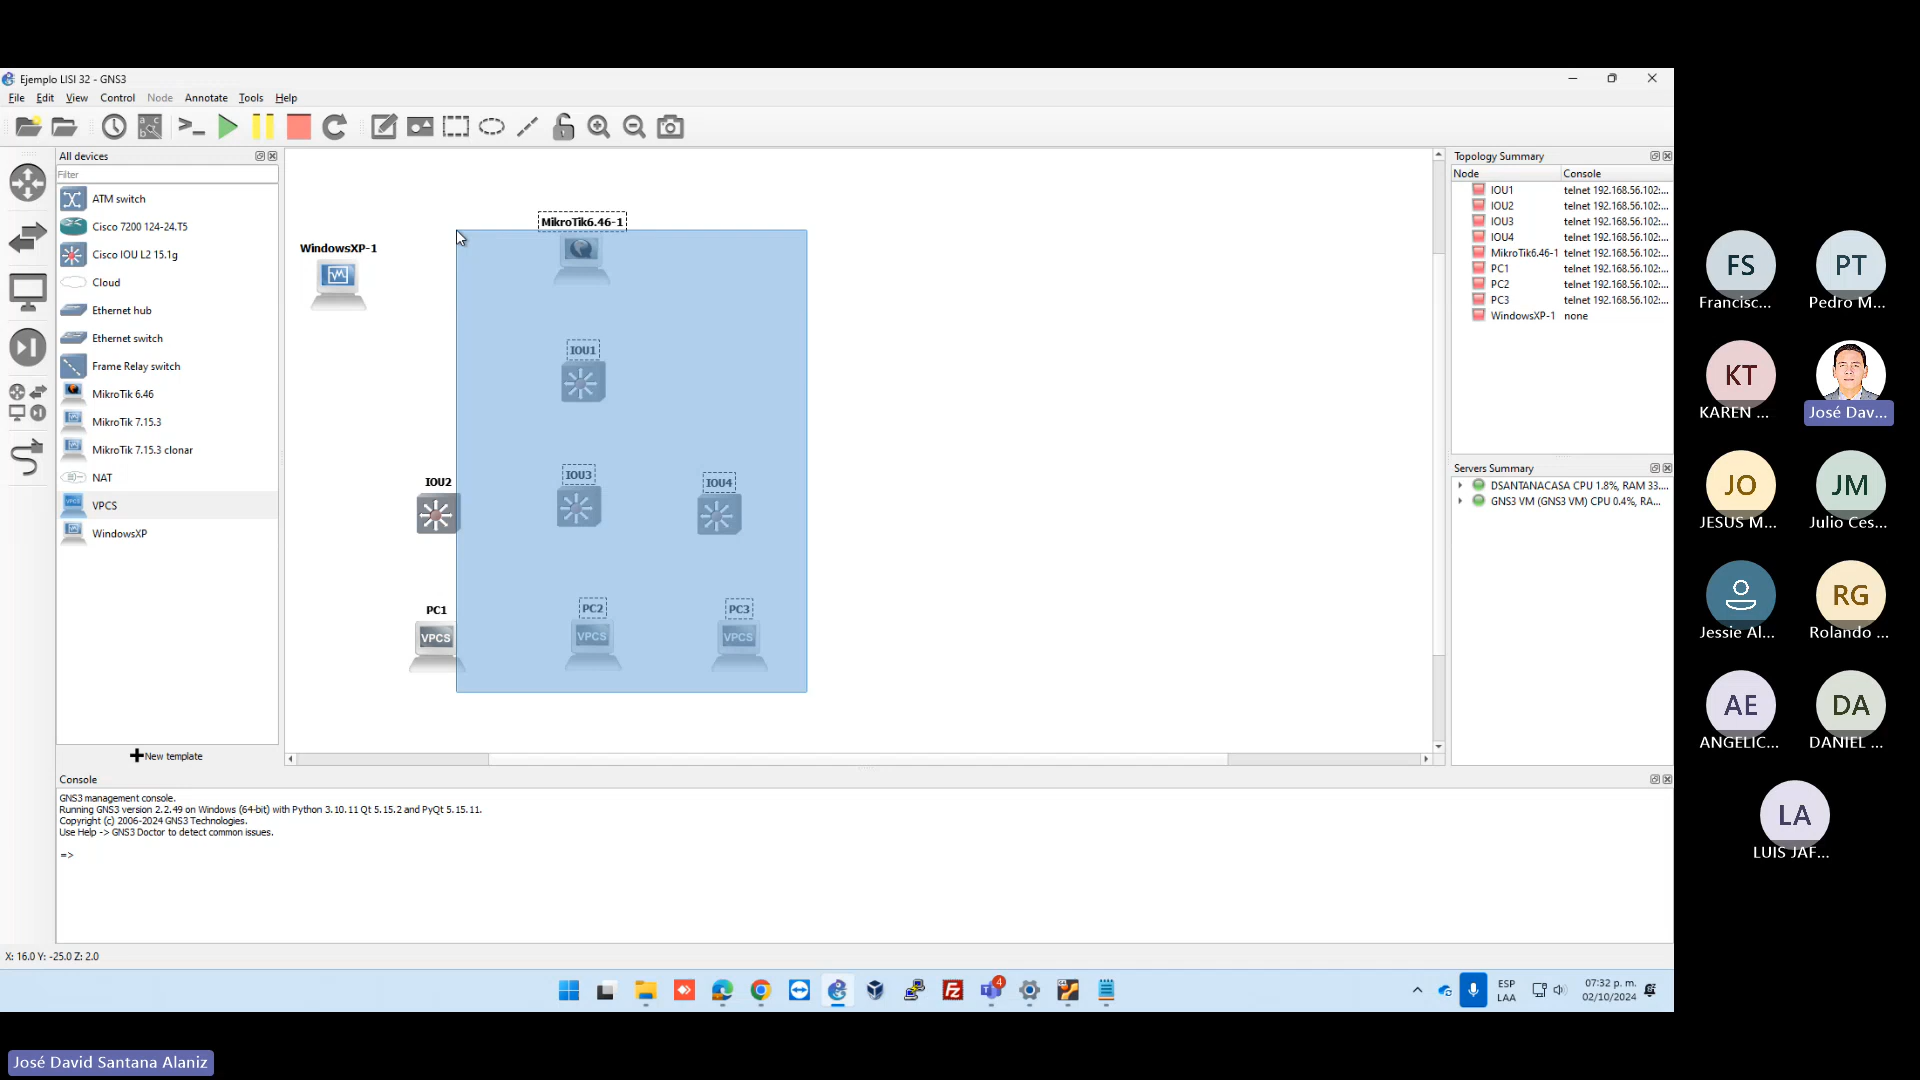 Ejemplo LISI 32 - GNS3
File Edit View Control Node Annotate Tools Help
All devices
Filter
ATM switch
Cisco 7200 124-24.T5
Cisco IOU L2 15.1g
Cloud
Ethernet hub
Ethernet switch
Frame Relay switch
MikroTik 6.46
MikroTik 7.15.3
MikroTik 7.15.3 clonar
NAT
VPCS
WindowsXP
New template
MikroTik6.46-1
WindowsXP-1
IOU1
IOU2
IOU3
IOU4
PC1
PC2
PC3
VPCS
VPCS
VPCS
Topology Summary
Node Console
IOU1 telnet 192.168.56.102:...
IOU2 telnet 192.168.56.102:...
IOU3 telnet 192.168.56.102:...
IOU4 telnet 192.168.56.102:...
MikroTik6.46-1 telnet 192.168.56.102:...
PC1 telnet 192.168.56.102:...
PC2 telnet 192.168.56.102:...
PC3 telnet 192.168.56.102:...
WindowsXP-1 none
Servers Summary
DSANTANACASA CPU 1.8%, RAM 33....
GNS3 VM (GNS3 VM) CPU 0.4%, RA...
Console
GNS3 management console.
Running GNS3 version 2.2.49 on Windows (64-bit) with Python 3.10.11 Qt 5.15.2 and PyQt 5.15.11.
Copyright (c) 2006-2024 GNS3 Technologies.
Use Help -> GNS3 Doctor to detect common issues.
=>
X: 16.0 Y: -25.0 Z: 2.0
4
ESP
LAA
07:32 p. m.
02/10/2024
FS
Francisc...
PT
Pedro M...
KT
KAREN ...
José Dav...
JO
JESUS M...
JM
Julio Ces...
Jessie Al...
RG
Rolando ...
AE
ANGELIC...
DA
DANIEL ...
LA
LUIS JAF...
José David Santana Alaniz